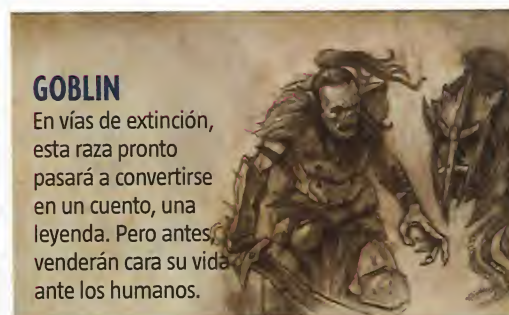 GOBLIN
En vías de extinción,
esta raza pronto
pasará a convertirse
en un cuento, una
leyenda. Pero antes,
venderán cara su vida
ante los humanos.